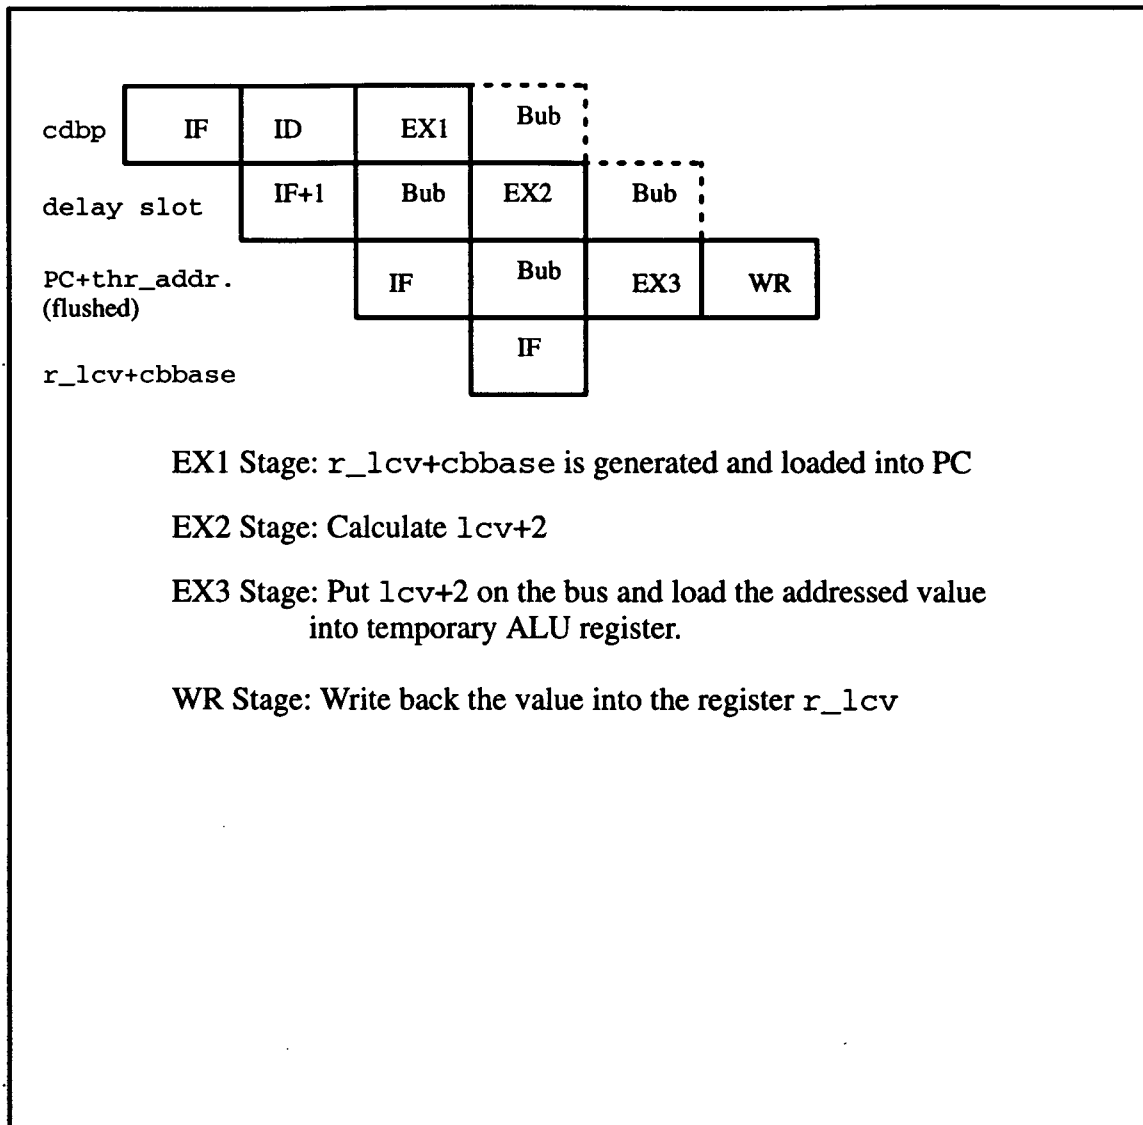 cdbp IF ID EX1 Bub
delay slot IF+1 Bub EX2 Bub
PC+thr_addr. IF Bub EX3 WR
(flushed)
r_lcv+cbbase IF
EX1 Stage: r_lcv+cbbase is generated and loaded into PC
EX2 Stage: Calculate lcv+2
EX3 Stage: Put lcv+2 on the bus and load the addressed value
into temporary ALU register.
WR Stage: Write back the value into the register r_lcv